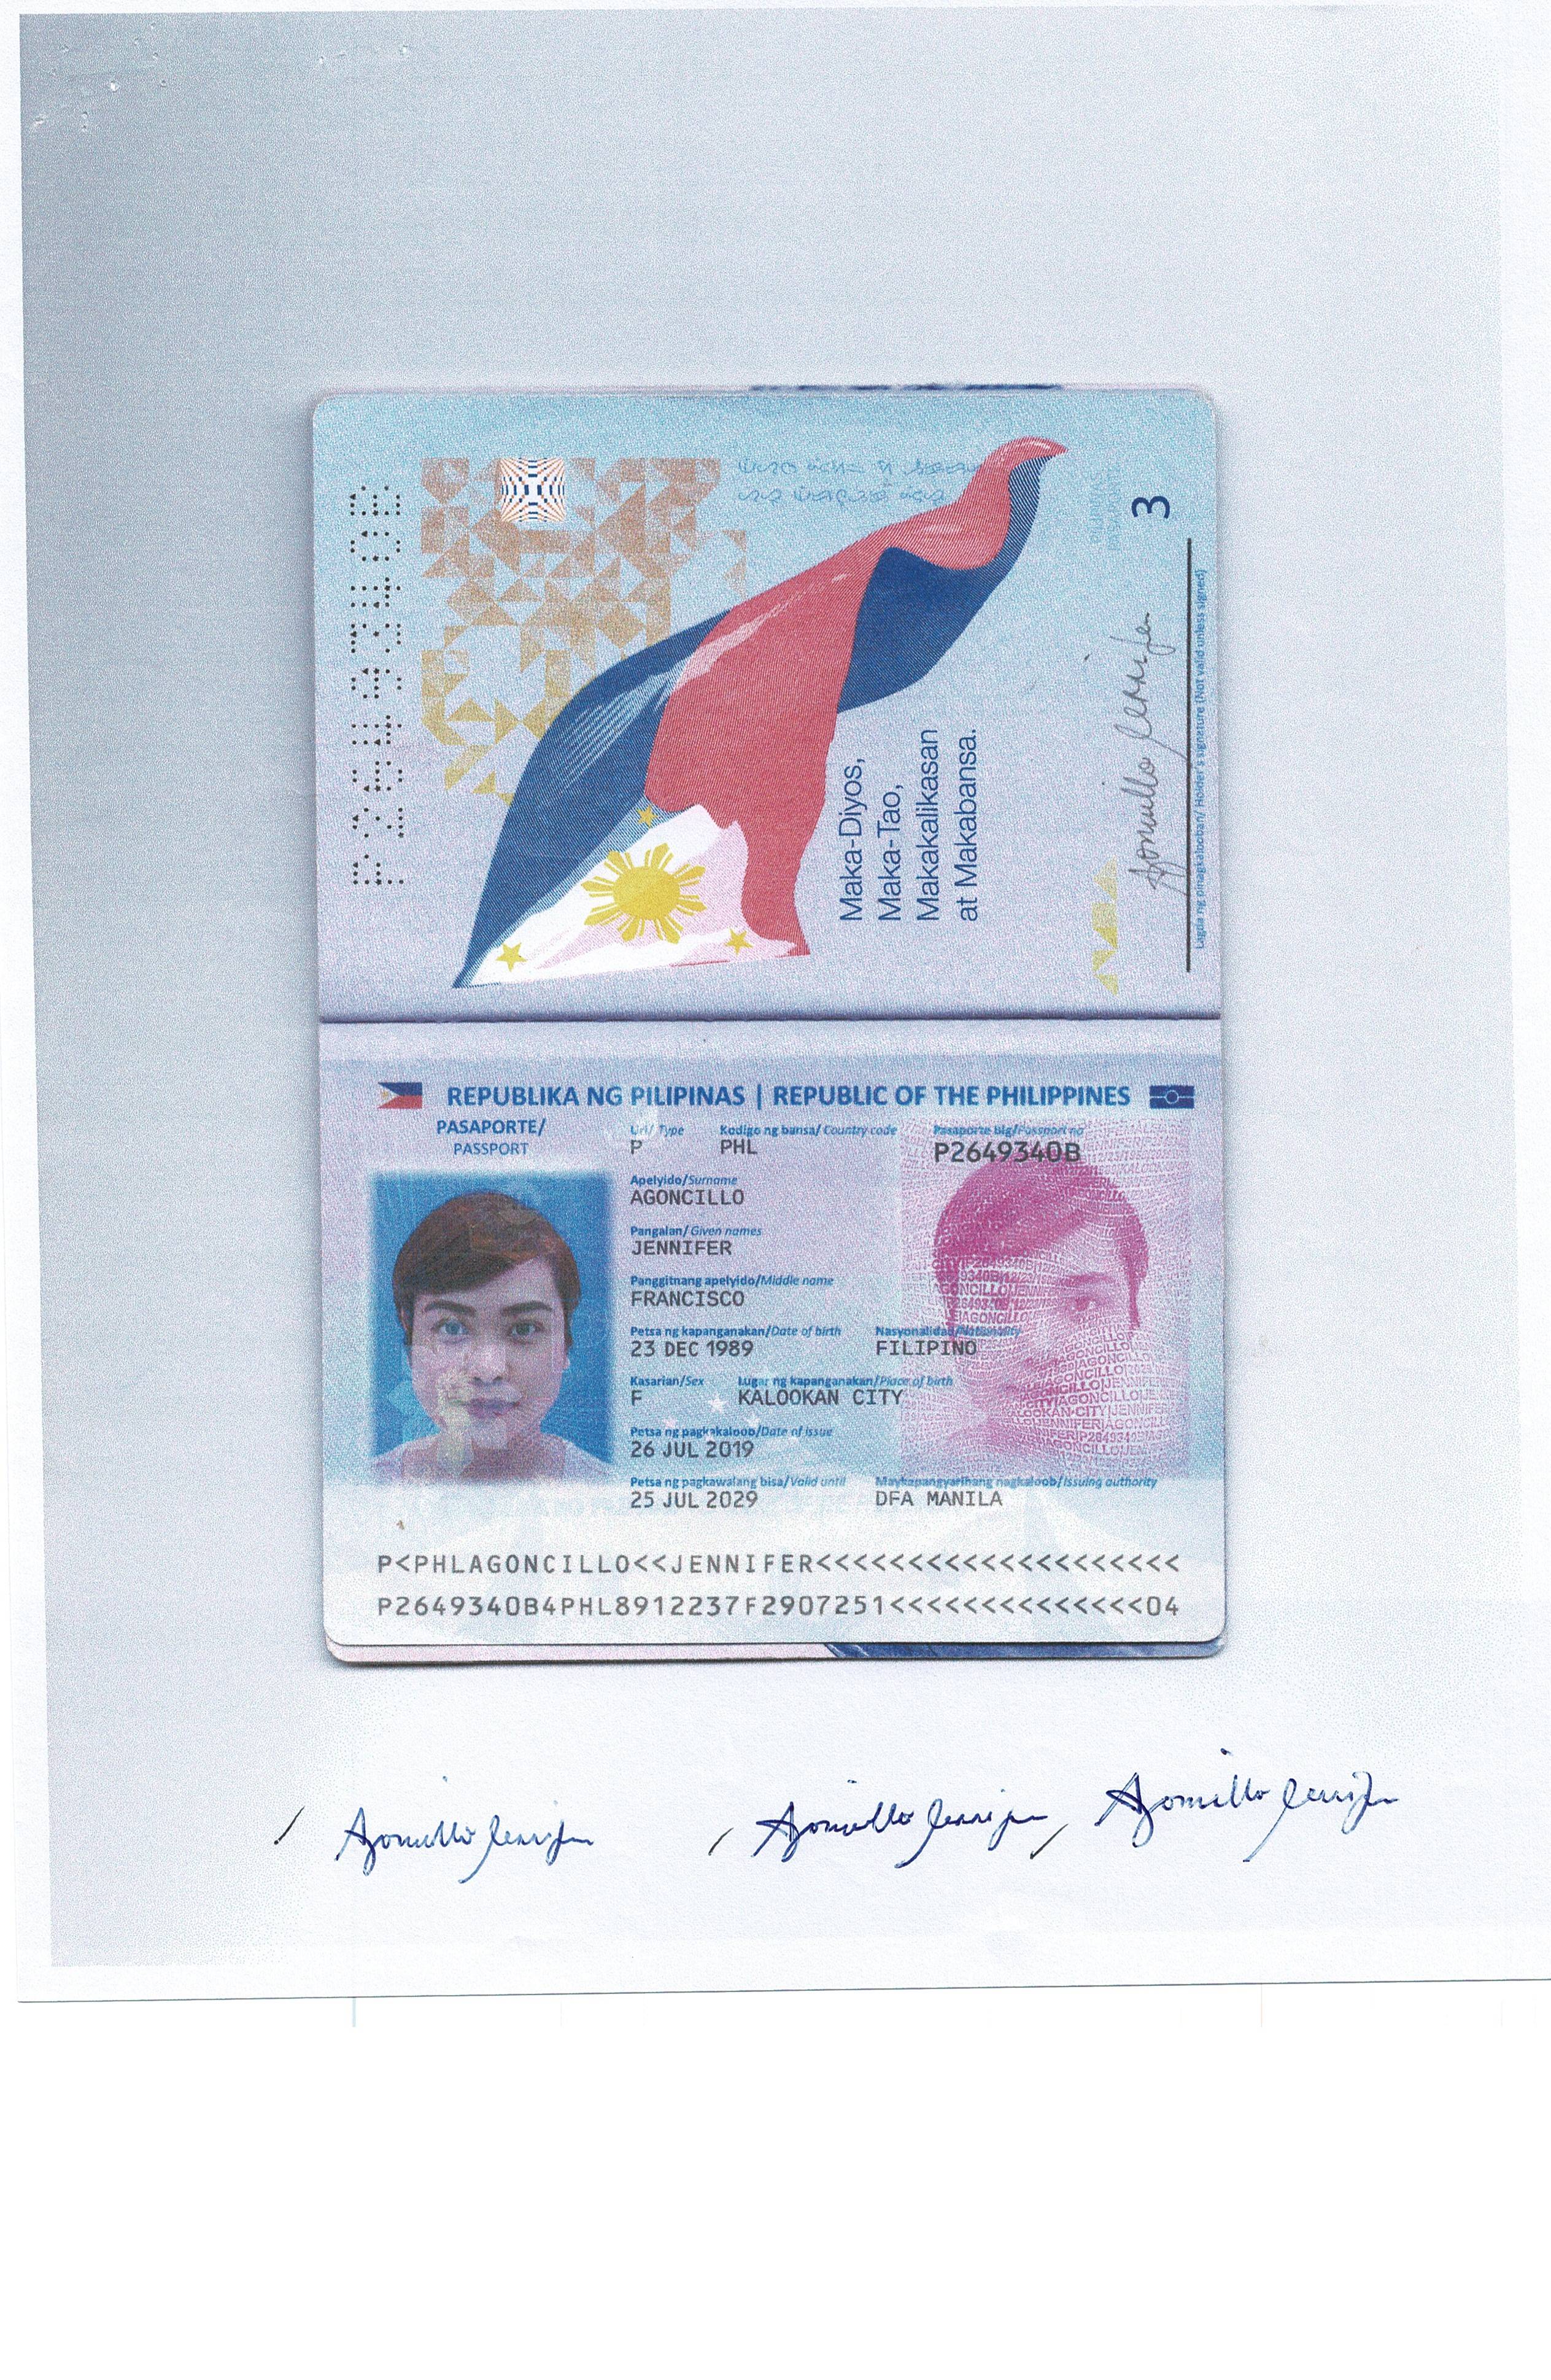 P2649340B
Maka-Diyos,
Maka-Tao,
Makakalikasan
at Makabansa.
3
Agoncillo Jennifer
Lagda ng pinagkalooban/ Holder's signature (Not valid unless signed)
REPUBLIKA NG PILIPINAS | REPUBLIC OF THE PHILIPPINES
PASAPORTE/
PASSPORT
Uri/ Type Kodigo ng bansa/ Country code Pasaporte blg/Passport no
P PHL P2649340B
Apelyido/Surname
AGONCILLO
Pangalan/Given names
JENNIFER
Panggitnang apelyido/Middle name
FRANCISCO
Petsa ng kapanganakan/Date of birth Nasyonalidad/Nationality
23 DEC 1989 FILIPINO
Kasarian/Sex Lugar ng kapanganakan/Place of birth
F KALOOKAN CITY
Petsa ng pagkakaloob/Date of issue
26 JUL 2019
Petsa ng pagkawalang bisa/Valid until Maykapangyarihang nagkaloob/Issuing authority
25 JUL 2029 DFA MANILA
P<PHLAGONCILLO<<JENNIFER<<<<<<<<<<<<<<<<<<<<
P2649340B4PHL8912237F2907251<<<<<<<<<<<<<<04
Agoncillo Jennifer Agoncillo Jennifer Agoncillo Jennifer